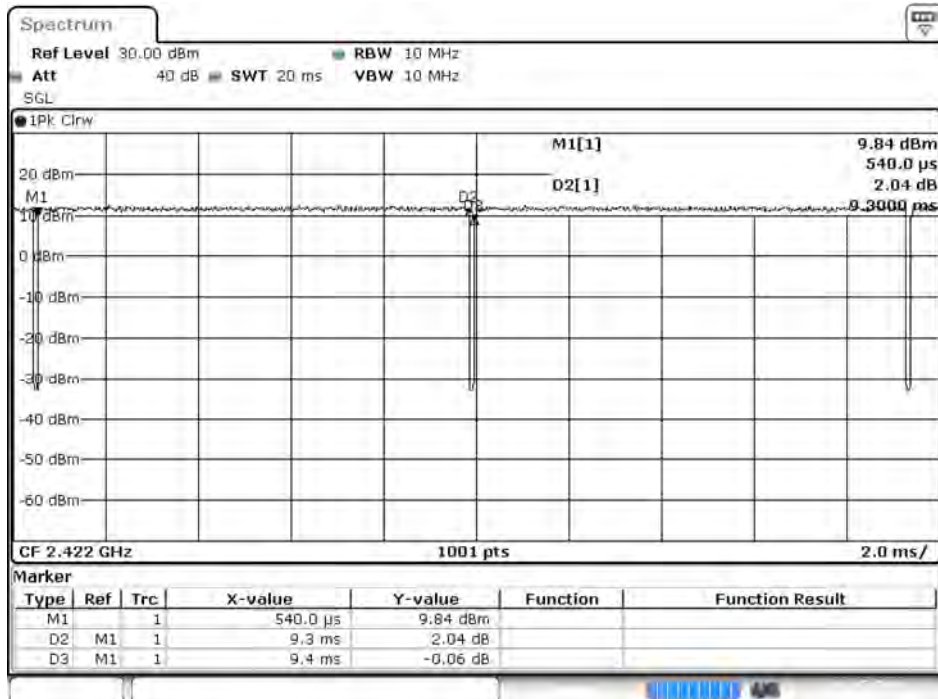 Spectrum
Ref Level 30.00 dBm RBW 10 MHz
Att 40 dB SWT 20 ms VBW 10 MHz
SGL
1Pk Clrw
M1[1] 9.84 dBm
540.0 µs
20 dBm
D2[1] 2.04 dB
M1
D2
9.3000 ms
10 dBm
0 dBm
-10 dBm
-20 dBm
-30 dBm
-40 dBm
-50 dBm
-60 dBm
CF 2.422 GHz 1001 pts 2.0 ms/
Marker
Type Ref Trc X-value Y-value Function Function Result
M1 1 540.0 µs 9.84 dBm
D2 M1 1 9.3 ms 2.04 dB
D3 M1 1 9.4 ms -0.06 dB